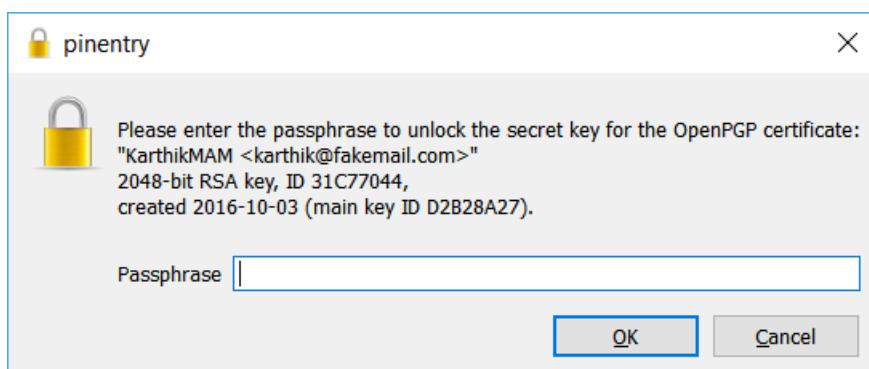 pinentry
Please enter the passphrase to unlock the secret key for the OpenPGP certificate:
"KarthikMAM <karthik@fakemail.com>"
2048-bit RSA key, ID 31C77044,
created 2016-10-03 (main key ID D2B28A27).
Passphrase
OK Cancel